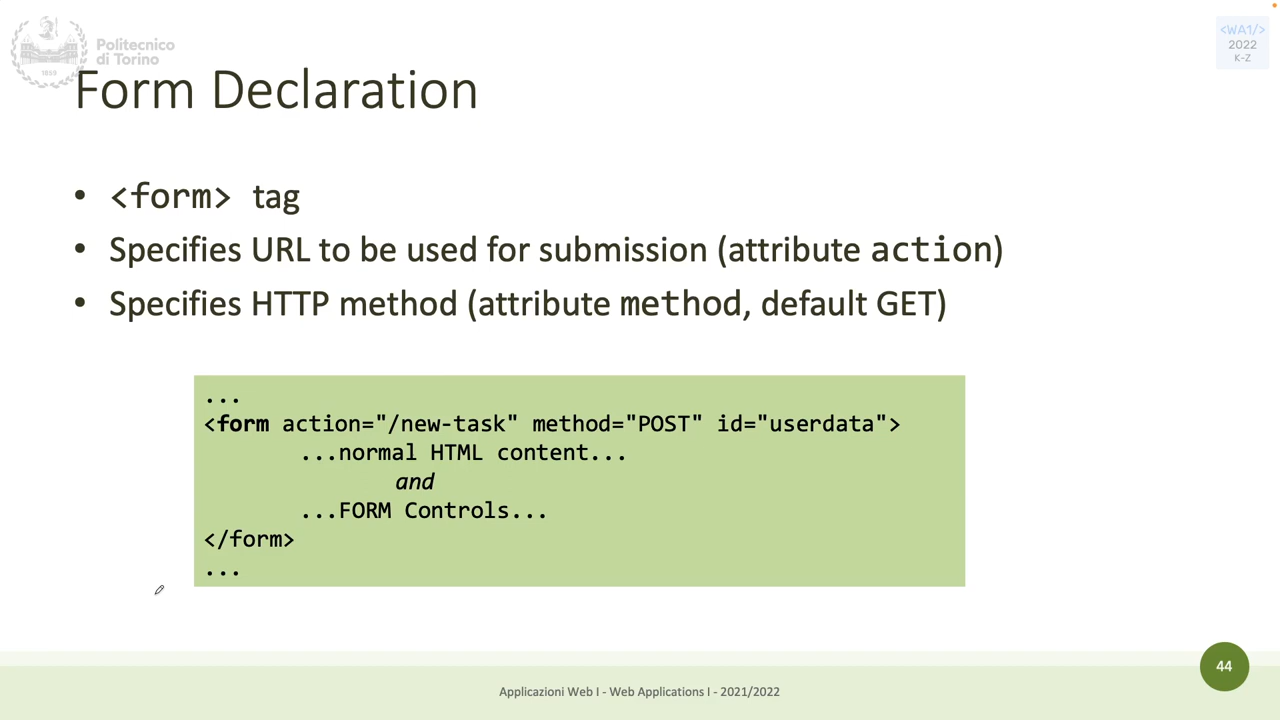 Politecnico
di Torino
1859
<WA1/>
2022
K-Z
Form Declaration
• <form> tag
• Specifies URL to be used for submission (attribute action)
• Specifies HTTP method (attribute method, default GET)
...
<form action="/new-task" method="POST" id="userdata">
...normal HTML content...
and
...FORM Controls...
</form>
...
44
Applicazioni Web I - Web Applications I - 2021/2022